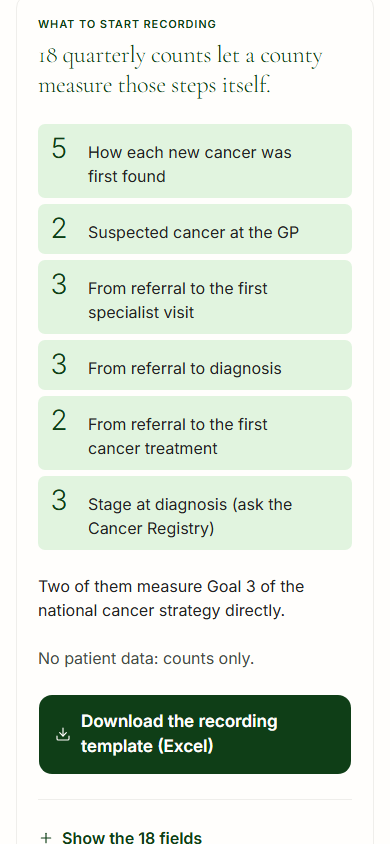 WHAT TO START RECORDING
18 quarterly counts let a county
measure those steps itself.
5
How each new cancer was
first found
2
Suspected cancer at the GP
3
From referral to the first
specialist visit
3
From referral to diagnosis
2
From referral to the first
cancer treatment
3
Stage at diagnosis (ask the
Cancer Registry)
Two of them measure Goal 3 of the
national cancer strategy directly.
No patient data: counts only.
Download the recording
template (Excel)
+ Show the 18 fields